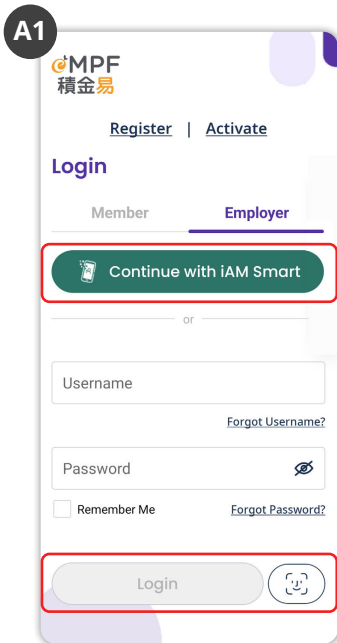 A1
eMPF
積金易
Register | Activate
Login
Member Employer
Continue with iAM Smart
or
Username
Forgot Username?
Password
Remember Me Forgot Password?
Login